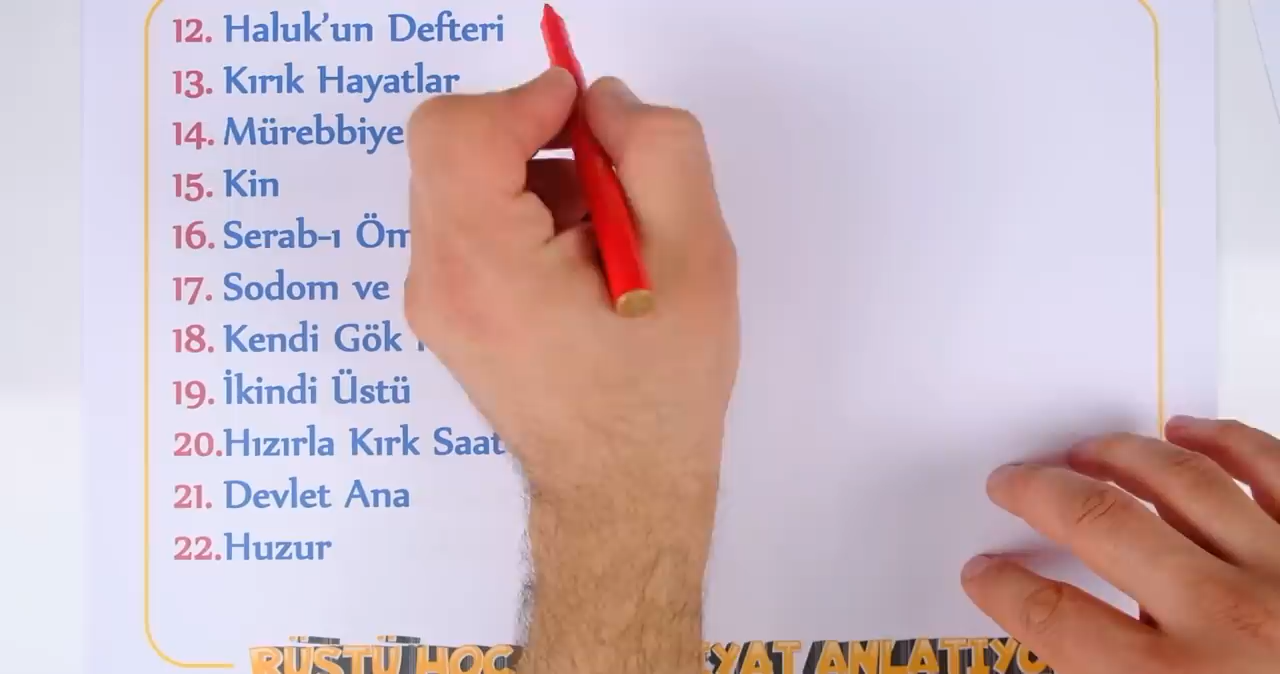 12. Haluk'un Defteri
13. Kırık Hayatlar
14. Mürebbiye
15. Kin
16. Serab-ı
17. Sodom ve
18. Kendi Gök
19. İkindi Üstü
20.Hızırla Kırk Saat
21. Devlet Ana
22.Huzur
RÜSTÜ